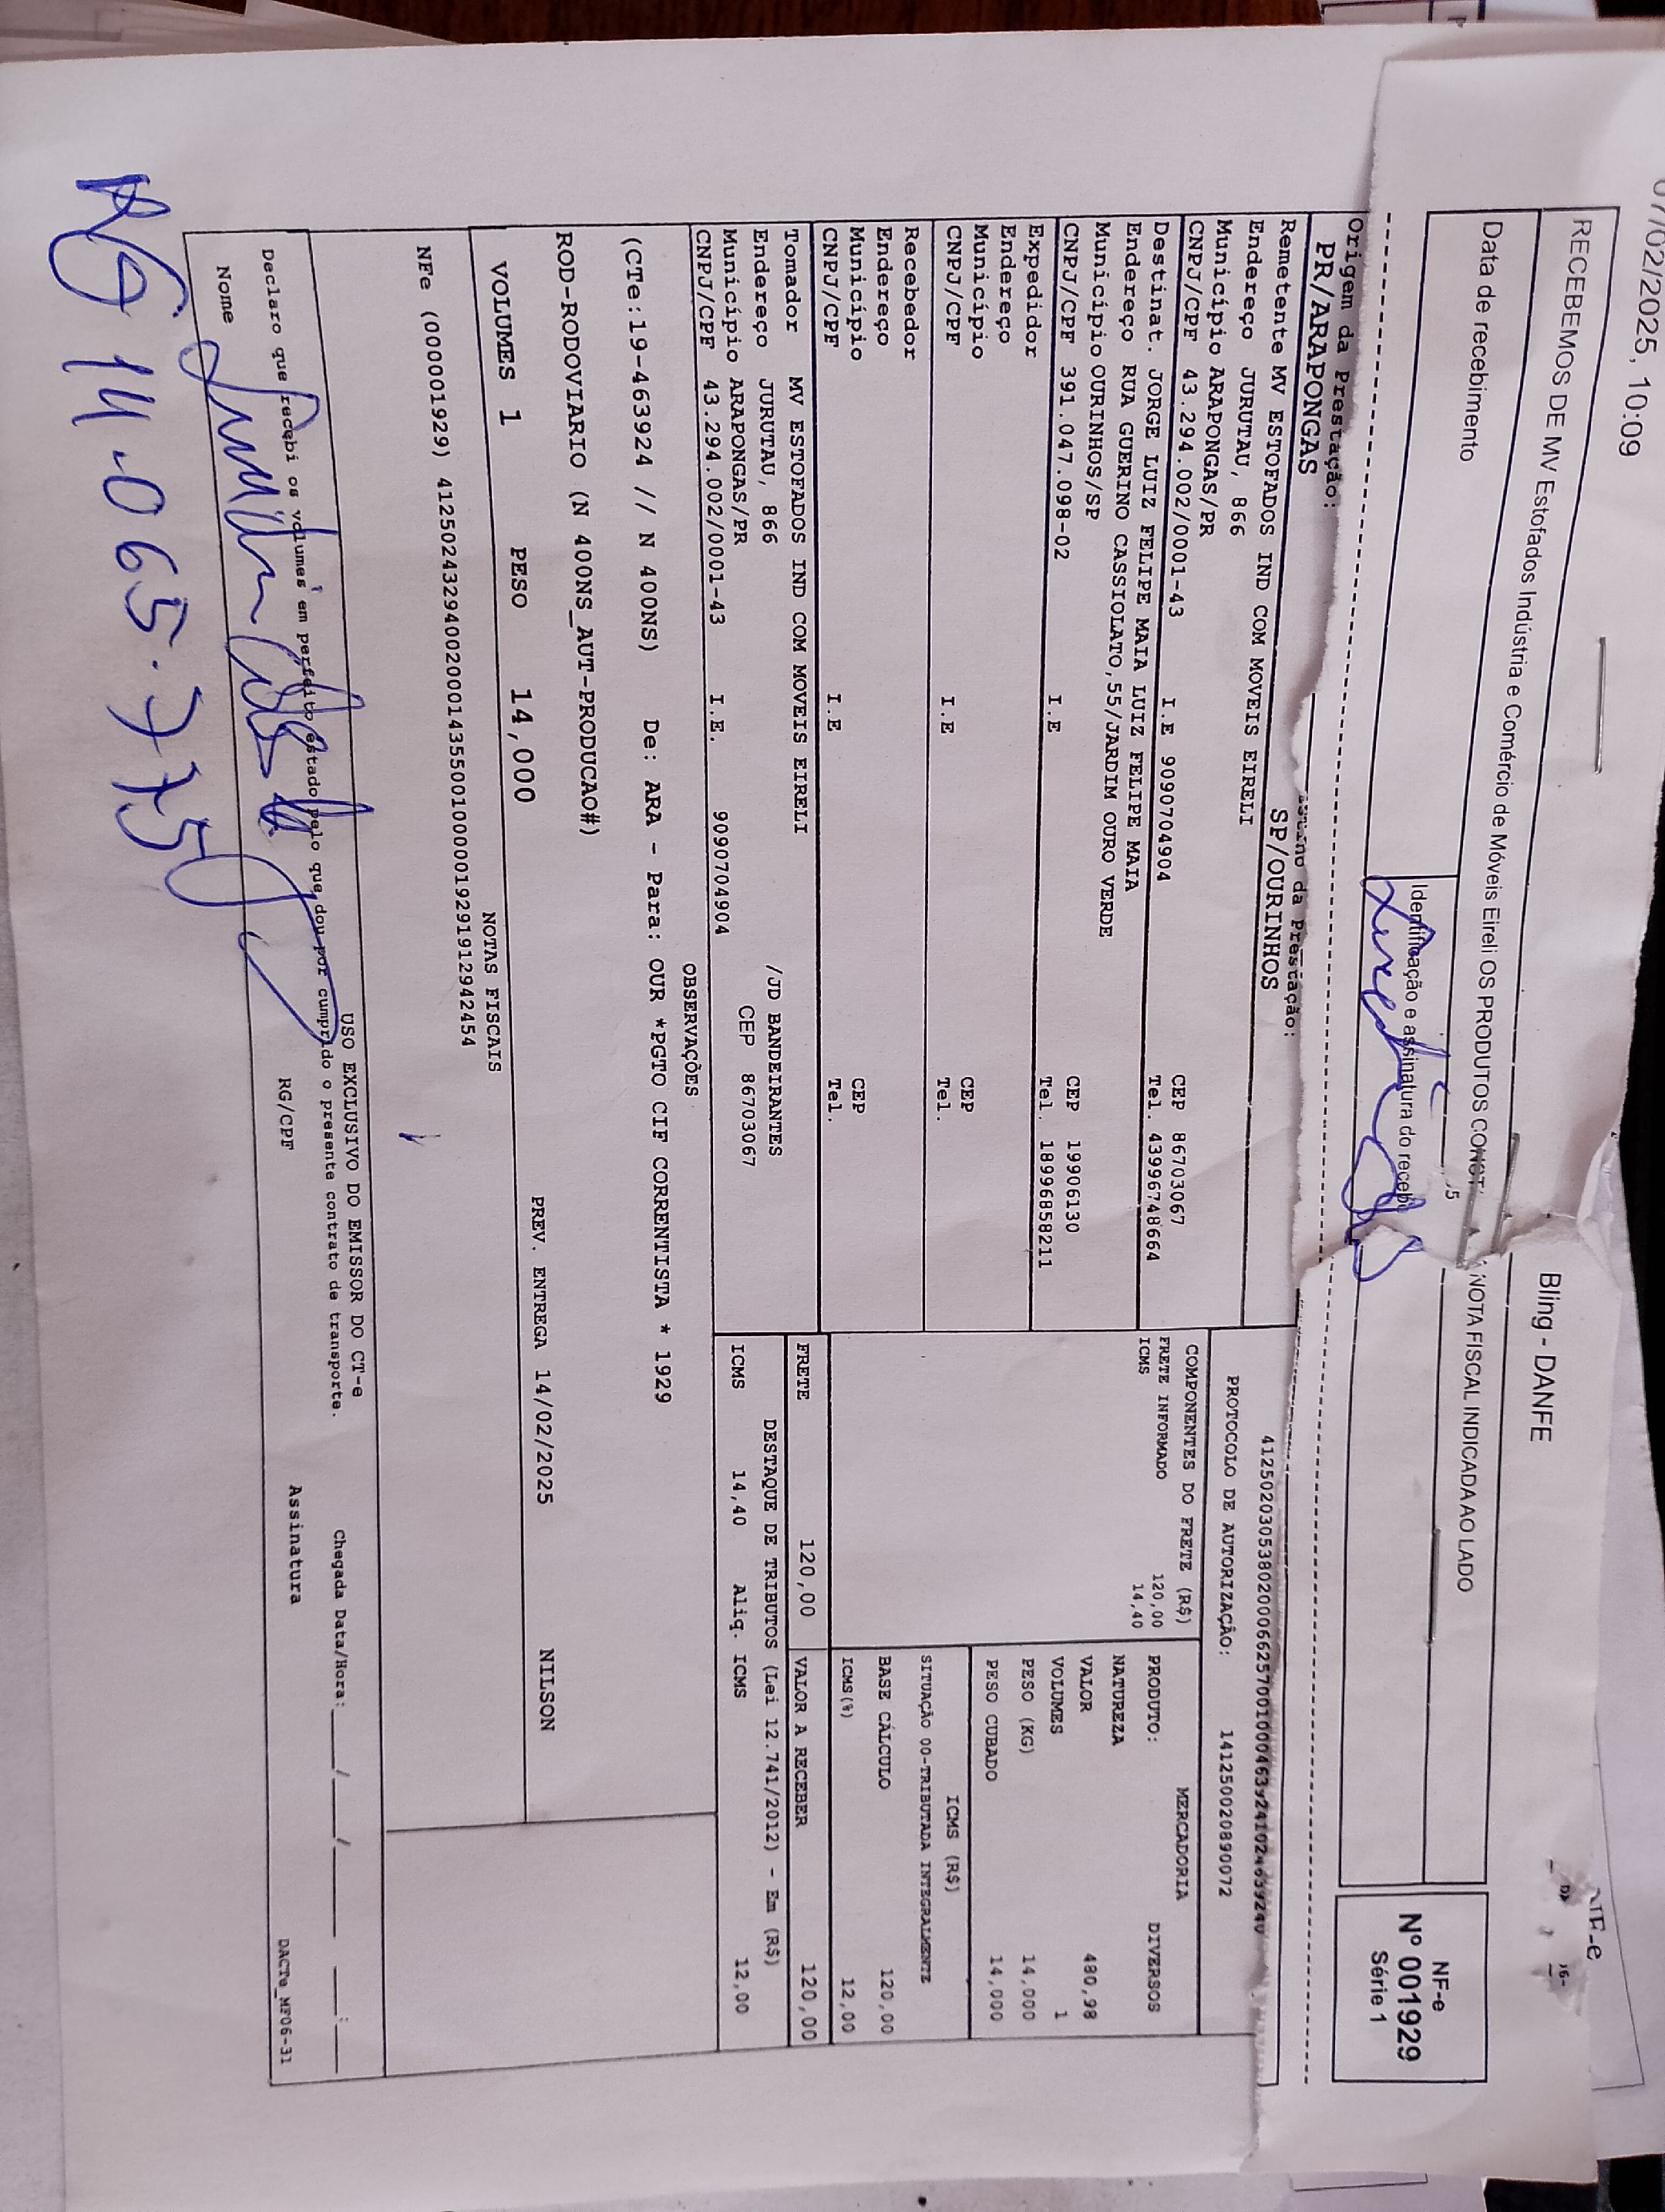 07/02/2025, 10:09
Bling - DANFE
RECEBEMOS DE MV Estofados Indústria e Comércio de Móveis Eireli OS PRODUTOS CONST NOTA FISCAL INDICADA AO LADO
Data de recebimento
Identificação e assinatura do receb
NF-e
Nº 001929
Série 1
Origem da Prestação:
PR/ARAPONGAS
da Prestação:
SP/OURINHOS
PROTOCOLO DE AUTORIZAÇÃO: 141250020890072
Remetente MV ESTOFADOS IND COM MOVEIS EIRELI
Endereço JURUTAU, 866
Município ARAPONGAS/PR CEP 86703067
CNPJ/CPF 43.294.002/0001-43 I.E 9090704904 Tel. 43996748664
Destinat. JORGE LUIZ FELIPE MAIA LUIZ FELIPE MAIA LUIZ FELIPE MAIA
Endereço RUA GUERINO CASSIOLATO,55/JARDIM OURO VERDE
Município OURINHOS/SP CEP 19906130
CNPJ/CPF 391.047.098-02 I.E Tel. 18996858211
Expedidor
Endereço
Município CEP
CNPJ/CPF I.E Tel.
Recebedor
Endereço
Município CEP
CNPJ/CPF I.E Tel.
Tomador MV ESTOFADOS IND COM MOVEIS EIRELI
Endereço JURUTAU, 866 /JD BANDEIRANTES
Município ARAPONGAS/PR CEP 86703067
CNPJ/CPF 43.294.002/0001-43 I.E. 9090704904
COMPONENTES DO FRETE (R$)
FRETE INFORMADO 120,00
ICMS 14,40
MERCADORIA
PRODUTO: DIVERSOS
NATUREZA
VALOR 480,98
VOLUMES 1
PESO (KG) 14,000
PESO CUBADO 14,000
ICMS (R$)
SITUAÇÃO 00-TRIBUTADA INTEGRALMENTE
BASE CÁLCULO 120,00
ICMS(%) 12,00
FRETE 120,00
VALOR A RECEBER 120,00
DESTAQUE DE TRIBUTOS (Lei 12.741/2012) - Em (R$)
ICMS 14,40 Aliq. ICMS 12,00
OBSERVAÇÕES
(CTe:19-463924 // N 400NS) De: ARA - Para: OUR *PGTO CIF CORRENTISTA * 1929
ROD-RODOVIARIO (N 400NS_AUT-PRODUCAO#)
VOLUMES 1 PESO 14,000 PREV. ENTREGA 14/02/2025 NILSON
NOTAS FISCAIS
NFe (000001929) 41250243294002000143550010000019291912942454
USO EXCLUSIVO DO EMISSOR DO CT-e
Declaro que recebi os volumes em perfeito estado pelo que dou por cumprido o presente contrato de transporte.
Chegada Data/Hora:___/___/_____ ___:___
Nome RG/CPF Assinatura
DACTe_MF06-31
RG 14.065.775